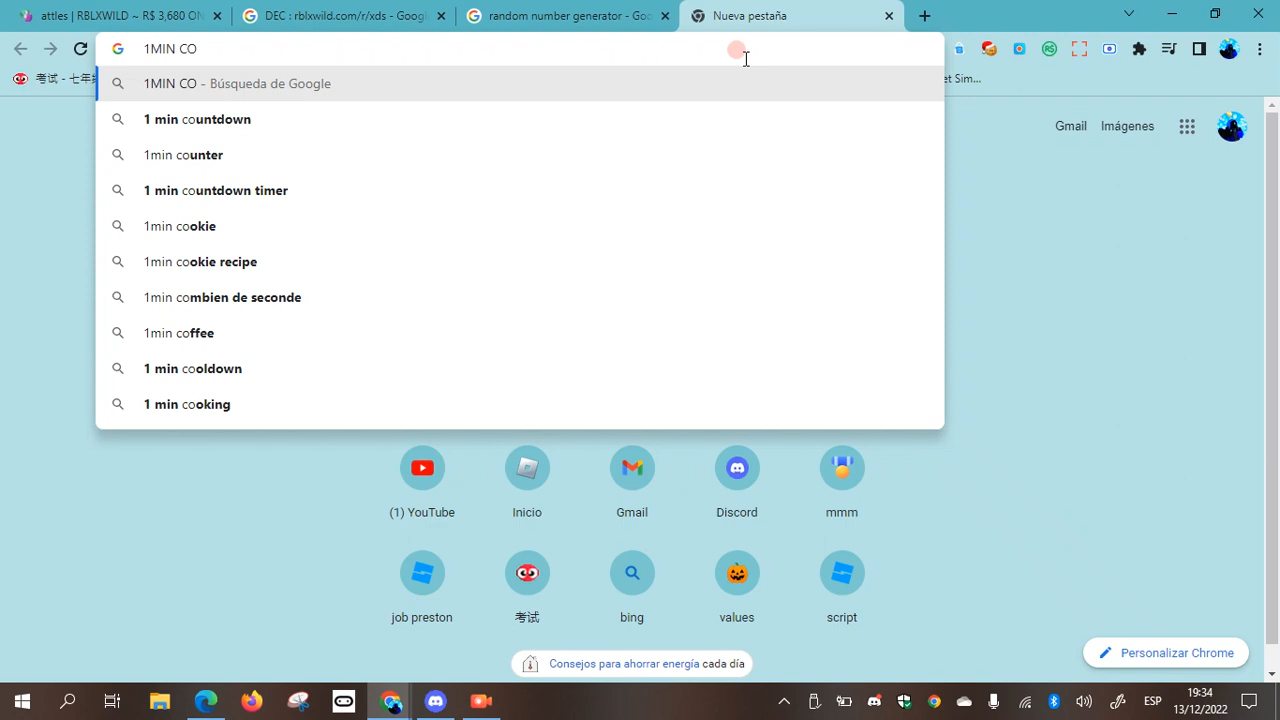 attles | RBLXWILD ~ R$ 3,680 ON
DEC : rblxwild.com/r/xds - Googl
random number generator - Goo
Nueva pestaña
1MIN CO
考试 - 七年
et Sim...
1MIN CO - Búsqueda de Google
1 min countdown
1min counter
1 min countdown timer
1min cookie
1min cookie recipe
1min combien de seconde
1min coffee
1 min cooldown
1 min cooking
Gmail Imágenes
(1) YouTube Inicio Gmail Discord mmm
job preston 考试 bing values script
Consejos para ahorrar energía cada día
Personalizar Chrome
ESP
19:34
13/12/2022